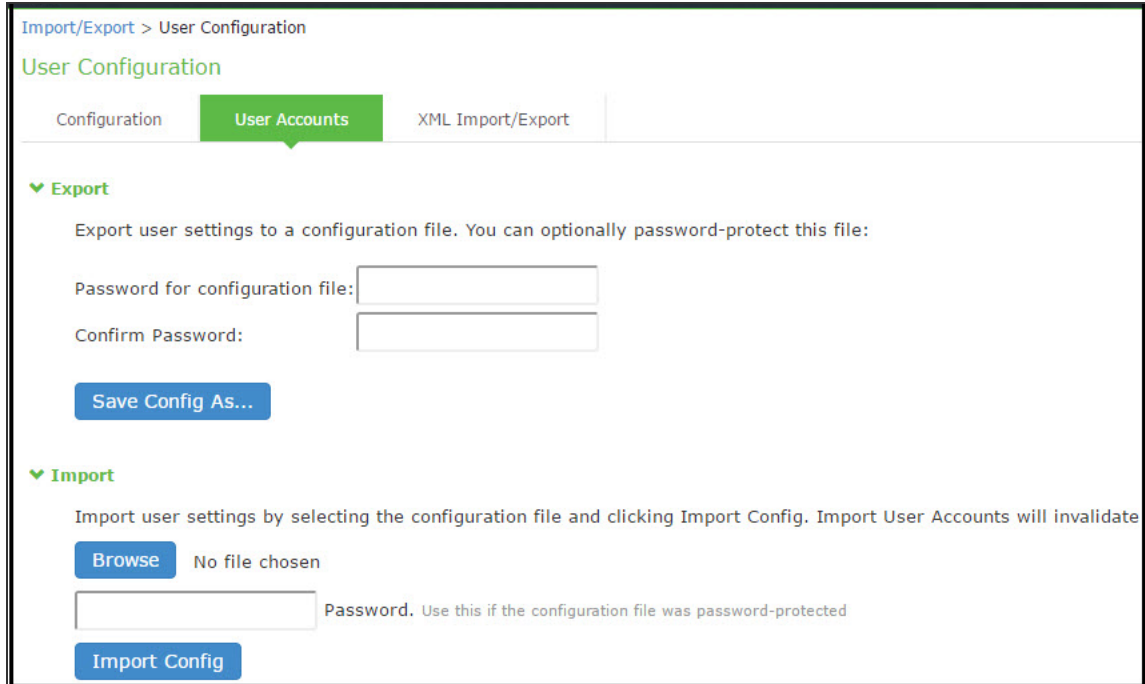 Import/Export > User Configuration
User Configuration
Configuration User Accounts XML Import/Export
Export
Export user settings to a configuration file. You can optionally password-protect this file:
Password for configuration file:
Confirm Password:
Save Config As...
Import
Import user settings by selecting the configuration file and clicking Import Config. Import User Accounts will invalidate
Browse No file chosen
Password. Use this if the configuration file was password-protected
Import Config